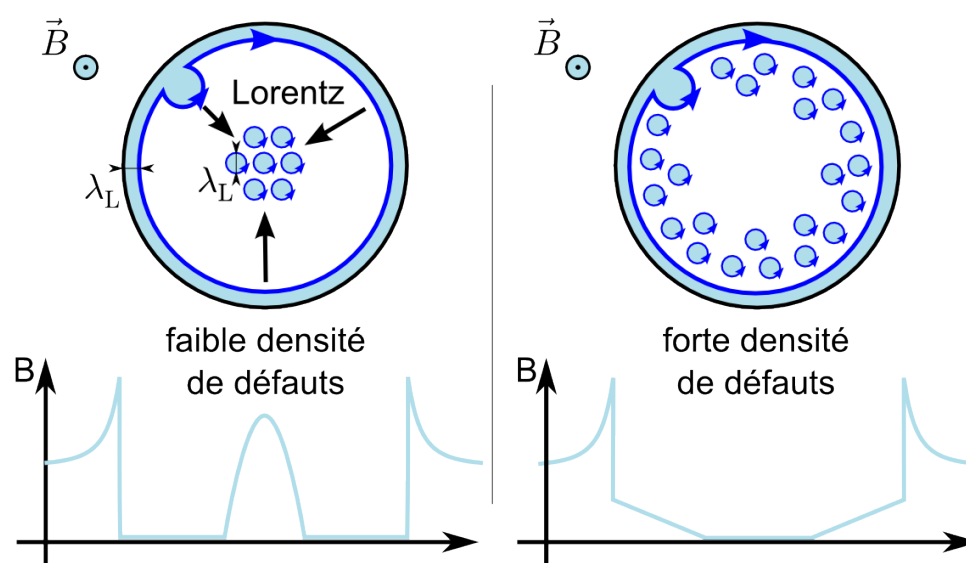 B⃗
Lorentz
λL
λL
faible densité
de défauts
B
B⃗
forte densité
de défauts
B